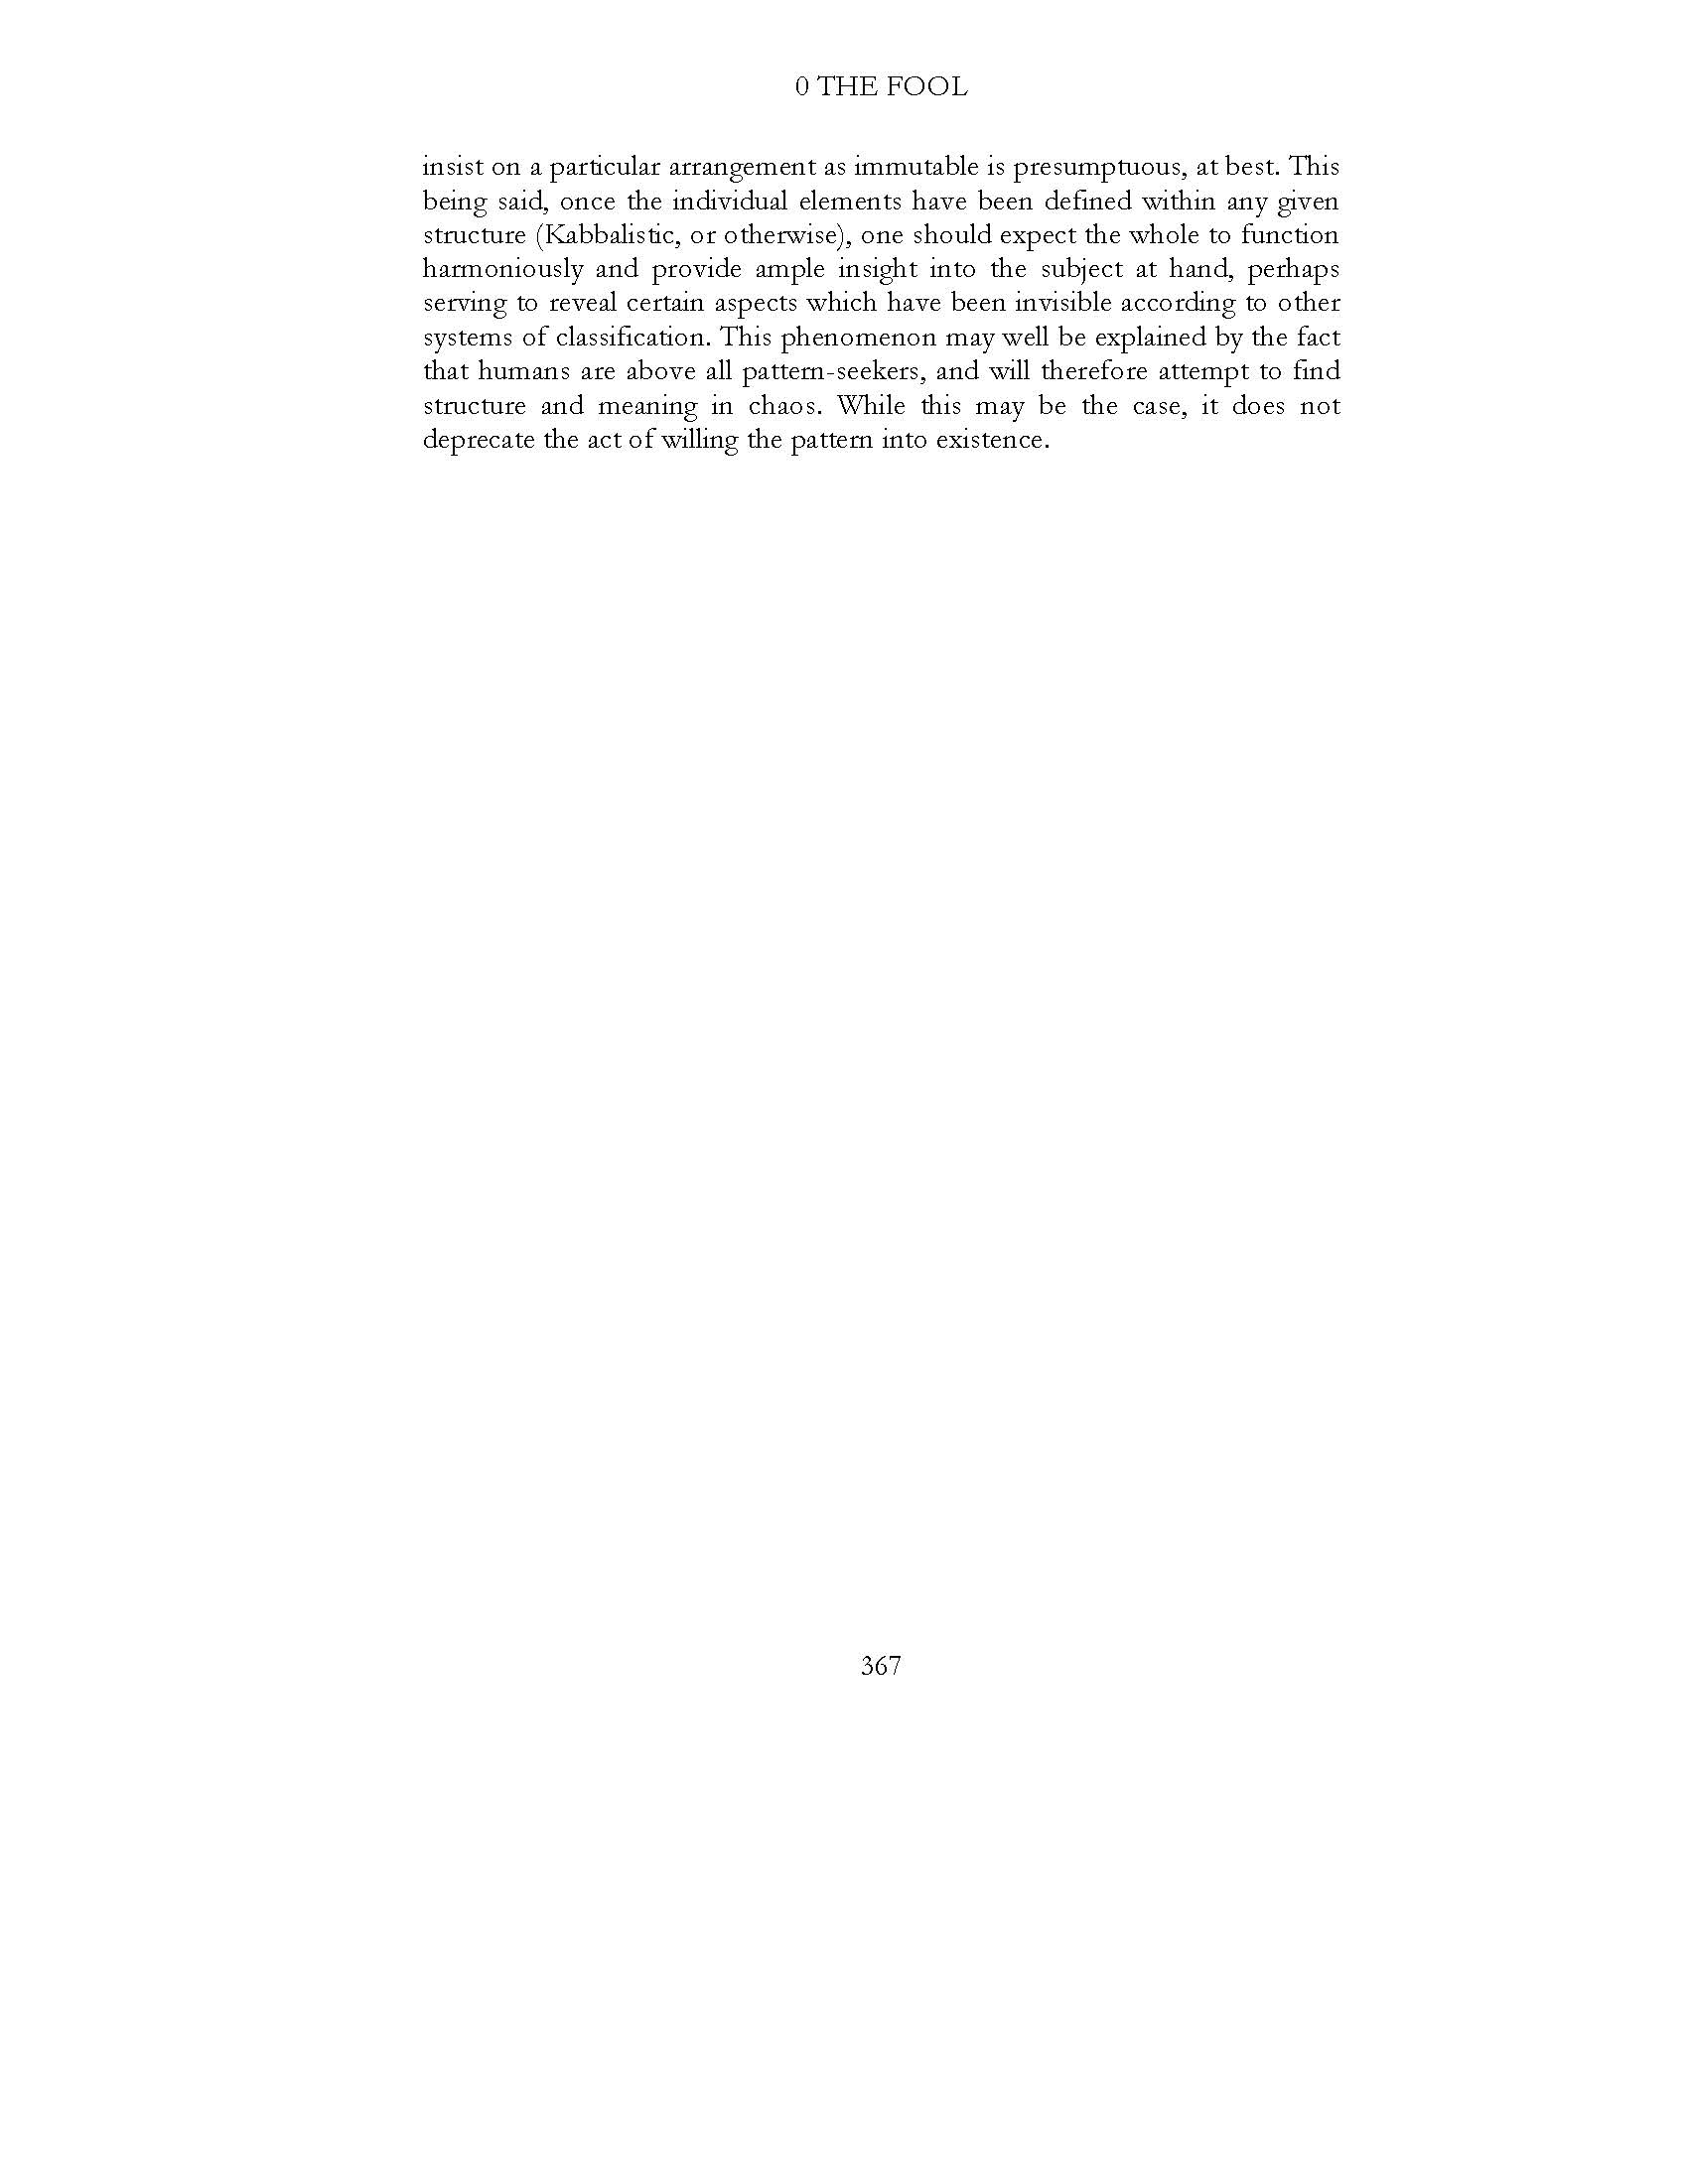 0 THE FOOL
insist on a particular arrangement as immutable is presumptuous, at best. This
being said, once the individual elements have been defined within any given
structure (Kabbalistic, or otherwise), one should expect the whole to function
harmoniously and provide ample insight into the subject at hand, perhaps
serving to reveal certain aspects which have been invisible according to other
systems of classification. This phenomenon may well be explained by the fact
that humans are above all pattern-seekers, and will therefore attempt to find
structure and meaning in chaos. While this may be the case, it does not
deprecate the act of willing the pattern into existence.
367